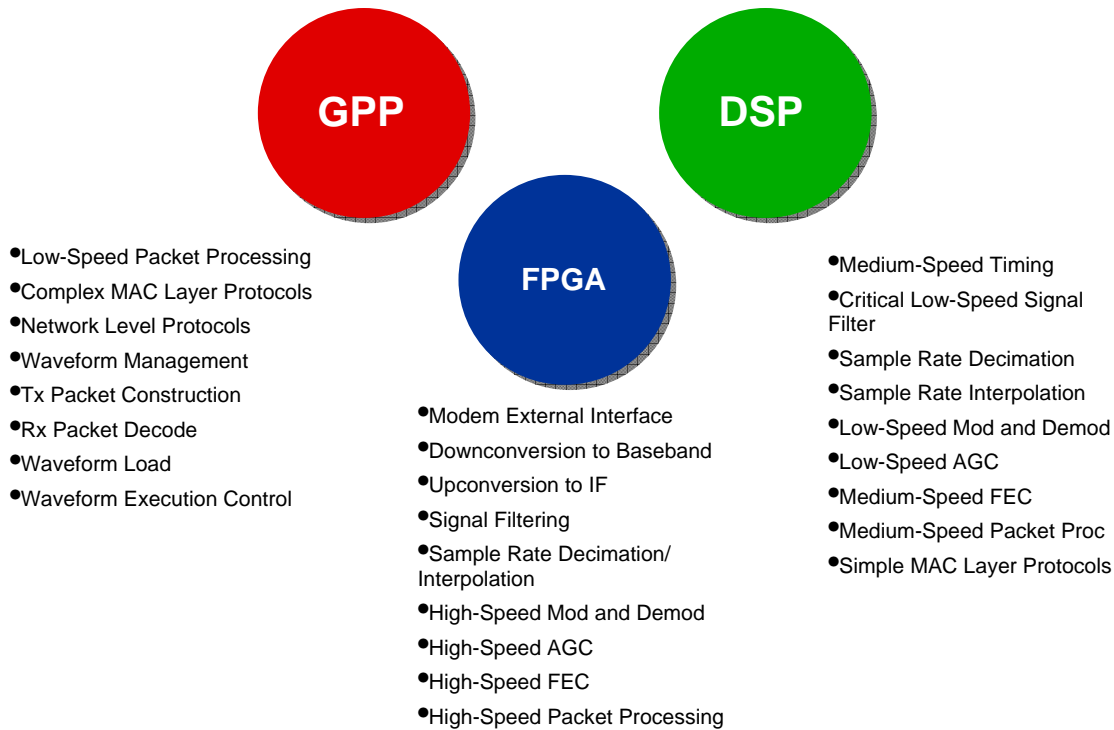 GPP
DSP
FPGA
•Low-Speed Packet Processing
•Complex MAC Layer Protocols
•Network Level Protocols
•Waveform Management
•Tx Packet Construction
•Rx Packet Decode
•Waveform Load
•Waveform Execution Control
•Modem External Interface
•Downconversion to Baseband
•Upconversion to IF
•Signal Filtering
•Sample Rate Decimation/
Interpolation
•High-Speed Mod and Demod
•High-Speed AGC
•High-Speed FEC
•High-Speed Packet Processing
•Medium-Speed Timing
•Critical Low-Speed Signal
Filter
•Sample Rate Decimation
•Sample Rate Interpolation
•Low-Speed Mod and Demod
•Low-Speed AGC
•Medium-Speed FEC
•Medium-Speed Packet Proc
•Simple MAC Layer Protocols